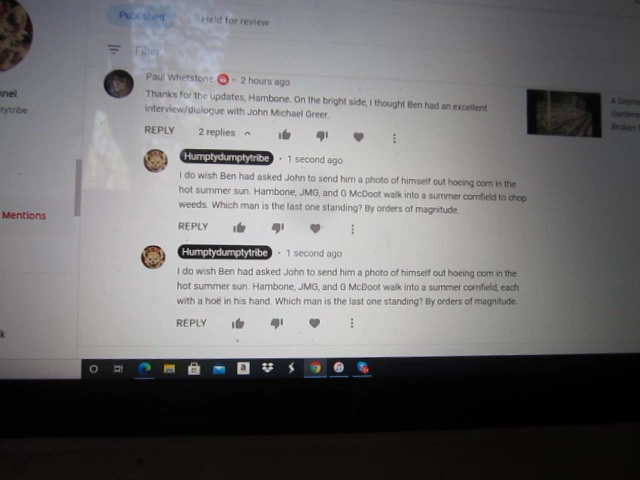 Published
Held for review
Filter
Paul Whetstone · 2 hours ago
Thanks for the updates, Hambone. On the bright side, I thought Ben had an excellent
interview/dialogue with John Michael Greer.
REPLY 2 replies
Humptydumptytribe · 1 second ago
I do wish Ben had asked John to send him a photo of himself out hoeing corn in the
hot summer sun. Hambone, JMG, and G McDoot walk into a summer cornfield to chop
weeds. Which man is the last one standing? By orders of magnitude.
REPLY
Humptydumptytribe · 1 second ago
I do wish Ben had asked John to send him a photo of himself out hoeing corn in the
hot summer sun. Hambone, JMG, and G McDoot walk into a summer cornfield, each
with a hoe in his hand. Which man is the last one standing? By orders of magnitude.
REPLY
nnel
tytribe
Mentions
k
Gardene
Brokers